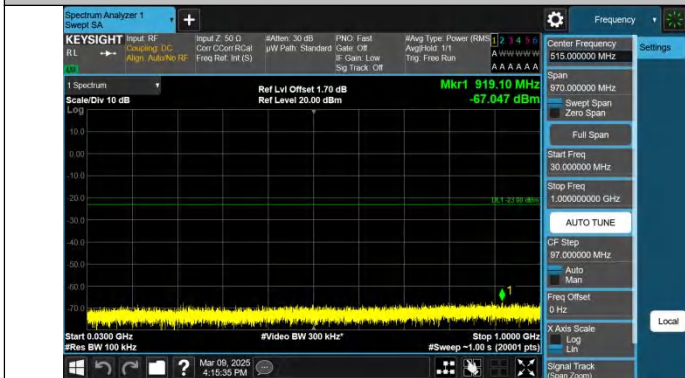 Spectrum Analyzer 1
Swept SA
Frequency
KEYSIGHT
RL
Input: RF
Coupling: DC
Align: Auto/No RF
Input Z: 50 Ω
Corr CCorr RCal
Freq Ref: Int (S)
#Atten: 30 dB
µW Path: Standard
PNO: Fast
Gate: Off
IF Gain: Low
Sig Track: Off
#Avg Type: Power (RMS
Avg|Hold: 1/1
Trig: Free Run
1 2 3 4 5 6
A W W W W W
A A A A A A
1 Spectrum
Scale/Div 10 dB
Log
Ref Lvl Offset 1.70 dB
Ref Level 20.00 dBm
Mkr1 919.10 MHz
-67.047 dBm
10.0
0.00
-10.0
-20.0
-30.0
-40.0
-50.0
-60.0
-70.0
DL1 -23.00 dBm
1
Start 0.0300 GHz
#Res BW 100 kHz
#Video BW 300 kHz*
Stop 1.0000 GHz
#Sweep ~1.00 s (20001 pts)
Mar 09, 2025
4:15:35 PM
Center Frequency
515.000000 MHz
Settings
Span
970.000000 MHz
Swept Span
Zero Span
Full Span
Start Freq
30.000000 MHz
Stop Freq
1.000000000 GHz
AUTO TUNE
CF Step
97.000000 MHz
Auto
Man
Freq Offset
0 Hz
X Axis Scale
Log
Lin
Signal Track
(Span Zoom)
Local